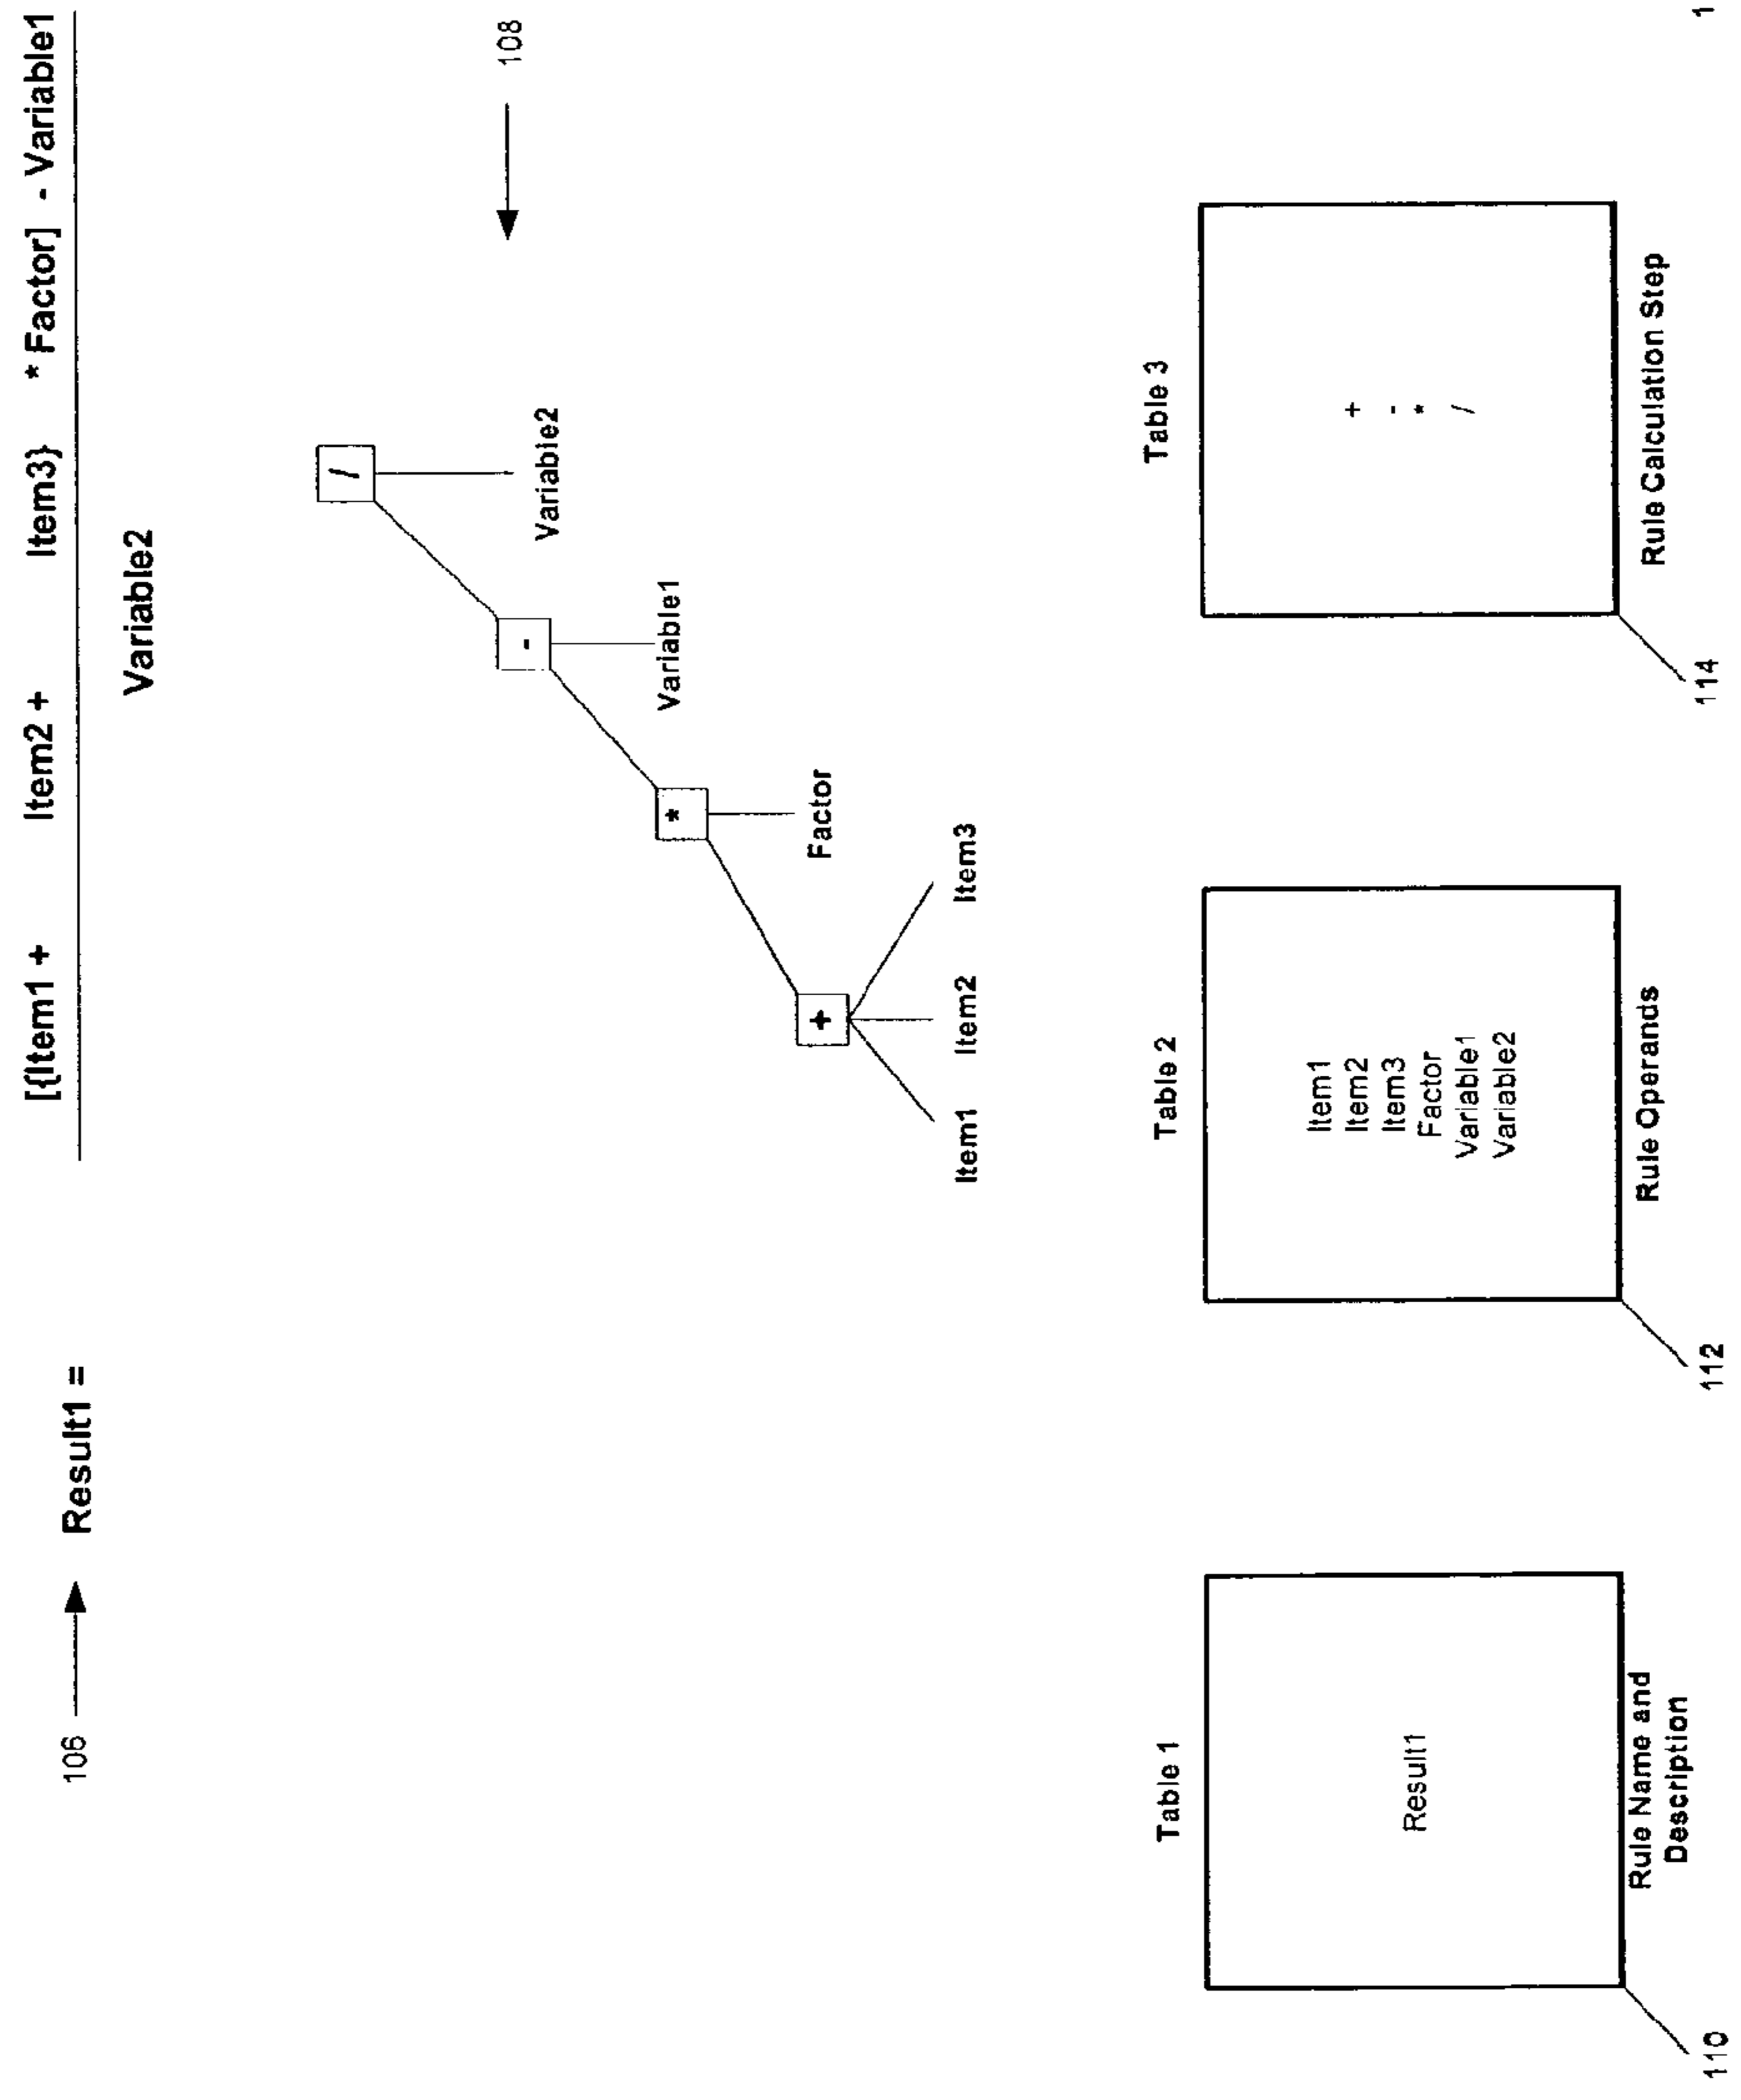 [{Item1 + Item2 + Item3} * Factor] - Variable1
106 Result1 =
Variable2
108
/
Variable2
-
Variable1
*
Factor
+
Item1 Item2 Item3
Table 1
Result1
Rule Name and
Description
110
Table 2
Item1
Item2
Item3
Factor
Variable1
Variable2
Rule Operands
112
Table 3
+
-
*
/
Rule Calculation Step
114
1